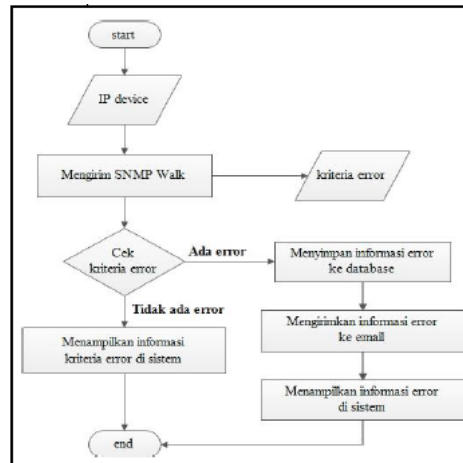 start
IP device
Mengirim SNMP Walk
kriteria error
Cek
kriteria error
Ada error
Menyimpan informasi error
ke database
Tidak ada error
Mengirimkan informasi error
ke email
Menampilkan informasi
kriteria error di sistem
Menampilkan informasi error
di sistem
end